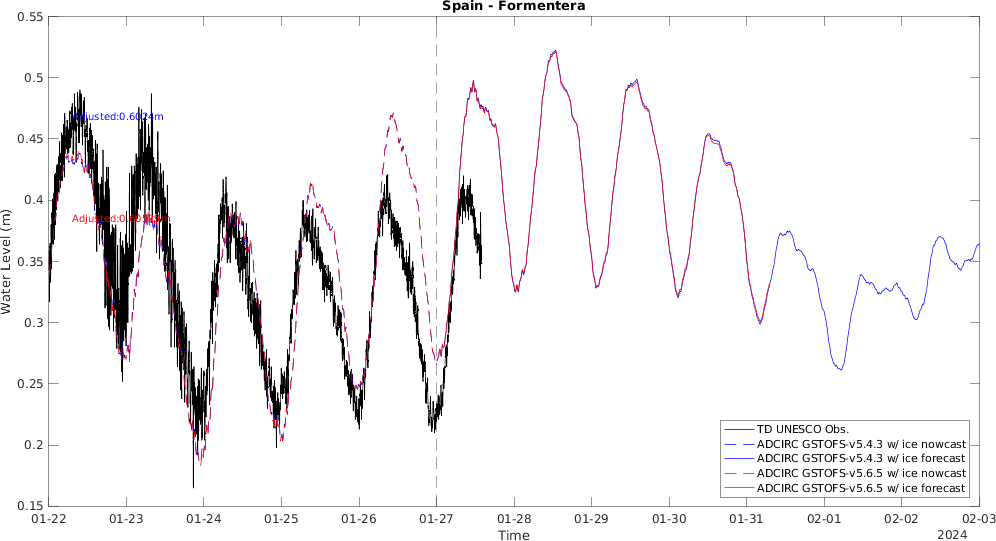 Spain - Formentera
0.55
0.5
0.45
0.4
0.35
0.3
0.25
0.2
0.15
Water Level (m)
Adjusted:0.6024m
01-22
01-23
01-24
01-25
01-26
01-27
01-28
01-29
01-30
01-31
02-01
02-02
02-03
Time
2024
TD UNESCO Obs.
ADCIRC GSTOFS-v5.4.3 w/ ice nowcast
ADCIRC GSTOFS-v5.4.3 w/ ice forecast
ADCIRC GSTOFS-v5.6.5 w/ ice nowcast
ADCIRC GSTOFS-v5.6.5 w/ ice forecast